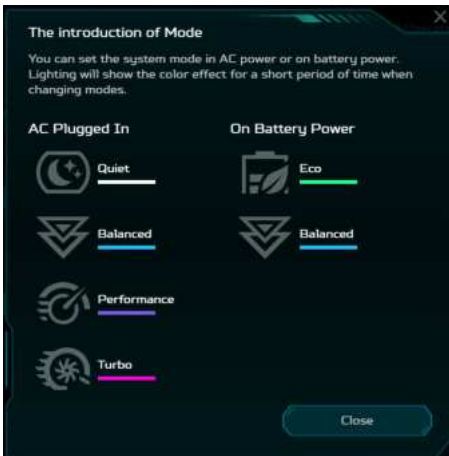 The introduction of Mode
You can set the system mode in AC power or on battery power.
Lighting will show the color effect for a short period of time when
changing modes.
AC Plugged In
On Battery Power
Quiet
Eco
Balanced
Balanced
Performance
Turbo
Close